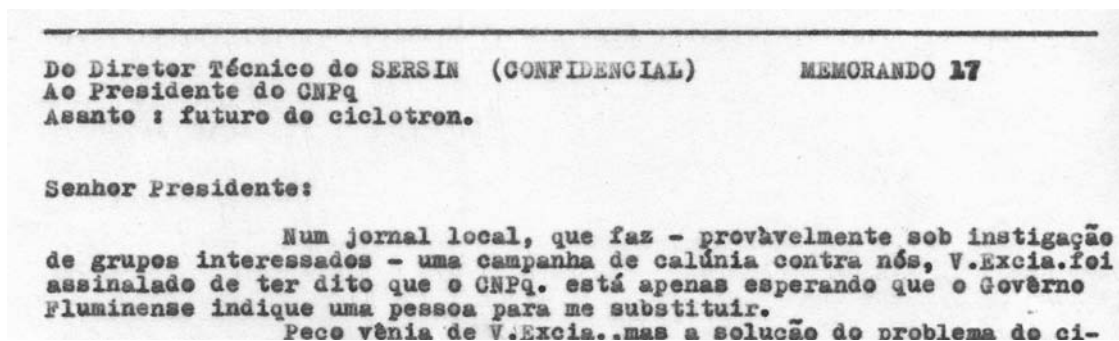 Do Diretor Técnico do SERSIN (CONFIDENCIAL) MEMORANDO 17
Ao Presidente do CNPq
Asanto : futuro do ciclotron.
Senhor Presidente:
Num jornal local, que faz - provàvelmente sob instigação
de grupos interessados - uma campanha de calúnia contra nós, V.Excia.foi
assinalado de ter dito que o CNPq. está apenas esperando que o Govêrno
Fluminense indique uma pessoa para me substituir.
Peço vênia de V.Excia.,mas a solução do problema do ci-